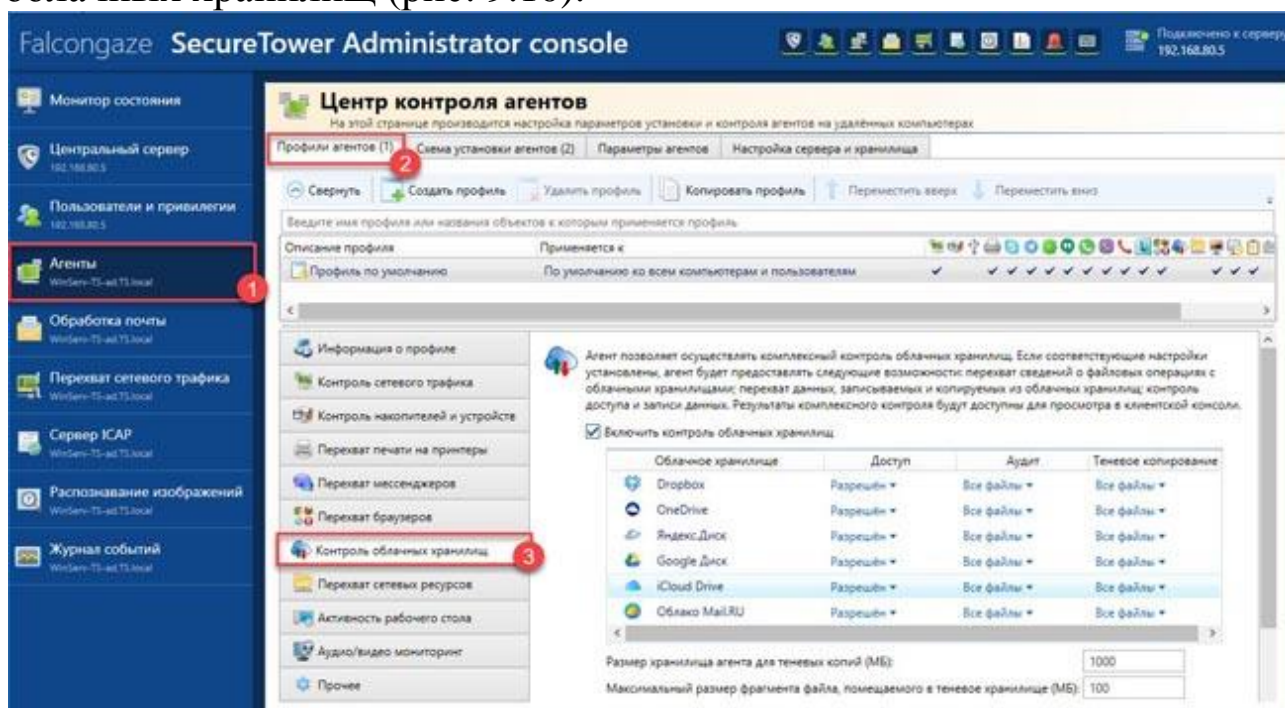 облачных хранилищ (рис. 9.10).
Falcongaze SecureTower Administrator console
Подключено к серверу
192.168.80.5
Монитор состояния
Центральный сервер
192.168.80.5
Пользователи и привилегии
192.168.80.5
Агенты
WinServ-TS-ad.TS.local
1
Обработка почты
WinServ-TS-ad.TS.local
Перехват сетевого трафика
WinServ-TS-ad.TS.local
Сервер ICAP
WinServ-TS-ad.TS.local
Распознавание изображений
WinServ-TS-ad.TS.local
Журнал событий
WinServ-TS-ad.TS.local
Центр контроля агентов
На этой странице производится настройка параметров установки и контроля агентов на удалённых компьютерах
Профили агентов (1) Схема установки агентов (2) Параметры агентов Настройка сервера и хранилища
2
Свернуть Создать профиль Удалить профиль Копировать профиль Переместить вверх Переместить вниз
Введите имя профиля или названия объектов к которым применяется профиль
Описание профиля Применяется к
Профиль по умолчанию По умолчанию ко всем компьютерам и пользователям
Информация о профиле
Контроль сетевого трафика
Контроль накопителей и устройств
Перехват печати на принтеры
Перехват мессенджеров
Перехват браузеров
Контроль облачных хранилищ
3
Перехват сетевых ресурсов
Активность рабочего стола
Аудио/видео мониторинг
Прочее
Агент позволяет осуществлять комплексный контроль облачных хранилищ. Если соответствующие настройки
установлены, агент будет предоставлять следующие возможности: перехват сведений о файловых операциях с
облачными хранилищами; перехват данных, записываемых и копируемых из облачных хранилищ; контроль
доступа и записи данных. Результаты комплексного контроля будут доступны для просмотра в клиентской консоли.
Включить контроль облачных хранилищ
Облачное хранилище Доступ Аудит Теневое копирование
Dropbox Разрешён Все файлы Все файлы
OneDrive Разрешён Все файлы Все файлы
Яндекс.Диск Разрешён Все файлы Все файлы
Google Диск Разрешён Все файлы Все файлы
iCloud Drive Разрешён Все файлы Все файлы
Облако Mail.RU Разрешён Все файлы Все файлы
Размер хранилища агента для теневых копий (МБ): 1000
Максимальный размер фрагмента файла, помещаемого в теневое хранилище (МБ): 100